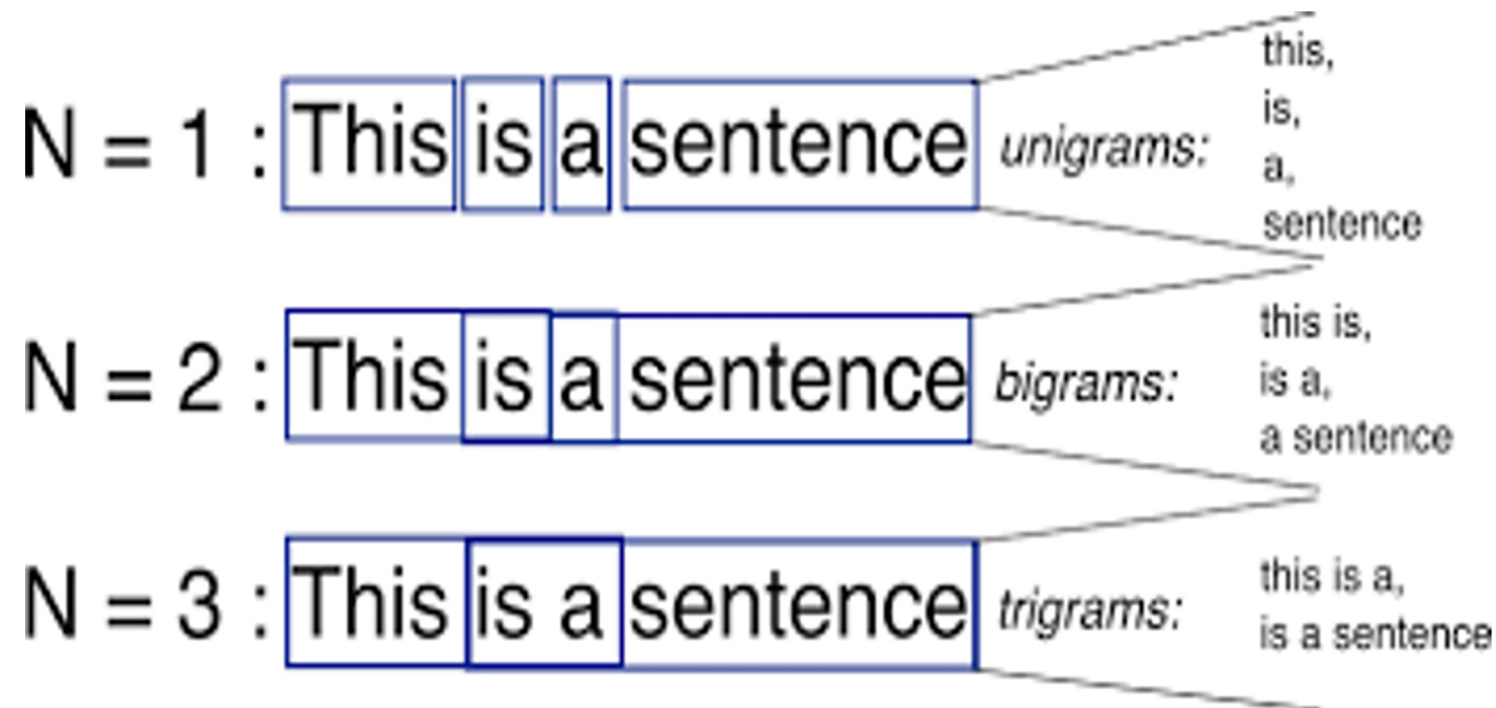 N = 1 : This is a sentence unigrams:
this,
is,
a,
sentence
N = 2 : This is a sentence bigrams:
this is,
is a,
a sentence
N = 3 : This is a sentence trigrams:
this is a,
is a sentence